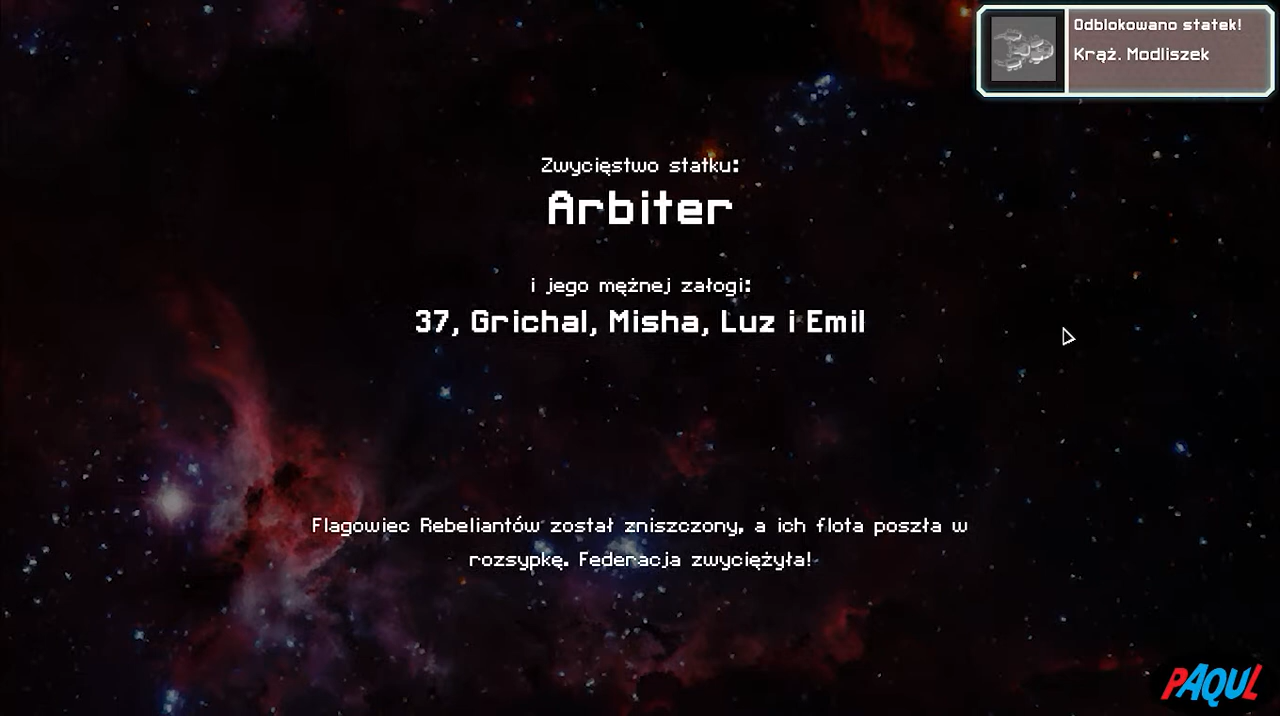 Odblokowano statek!
Krąż. Modliszek
Zwycięstwo statku:
Arbiter
i jego mężnej załogi:
37, Grichal, Misha, Luz i Emil
Flagowiec Rebeliantów został zniszczony, a ich flota poszła w
rozsypkę. Federacja zwyciężyła!
PAQUL